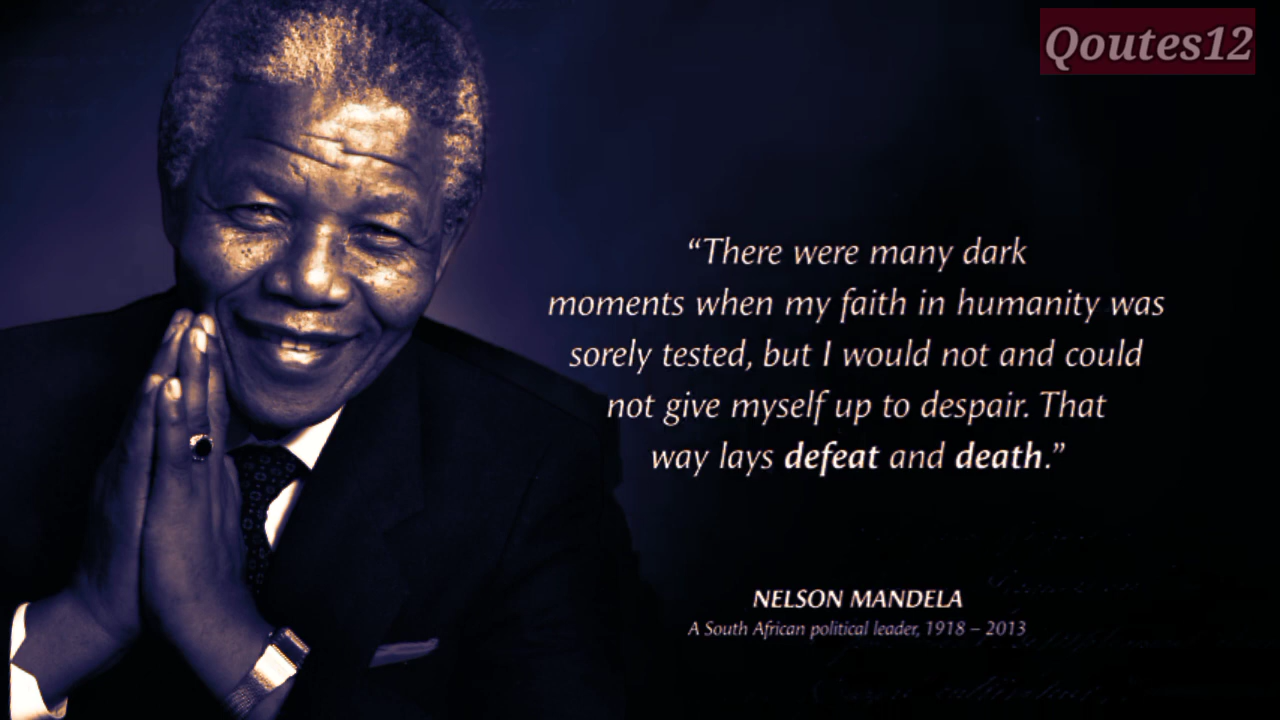 Qoutes12
“There were many dark
moments when my faith in humanity was
sorely tested, but I would not and could
not give myself up to despair. That
way lays defeat and death.”
NELSON MANDELA
A South African political leader, 1918 – 2013